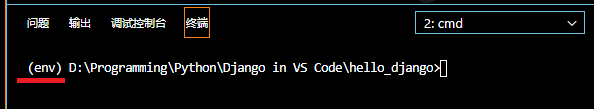 问题 输出 调试控制台 终端 2: cmd
(env) D:\Programming\Python\Django in VS Code\hello_django>